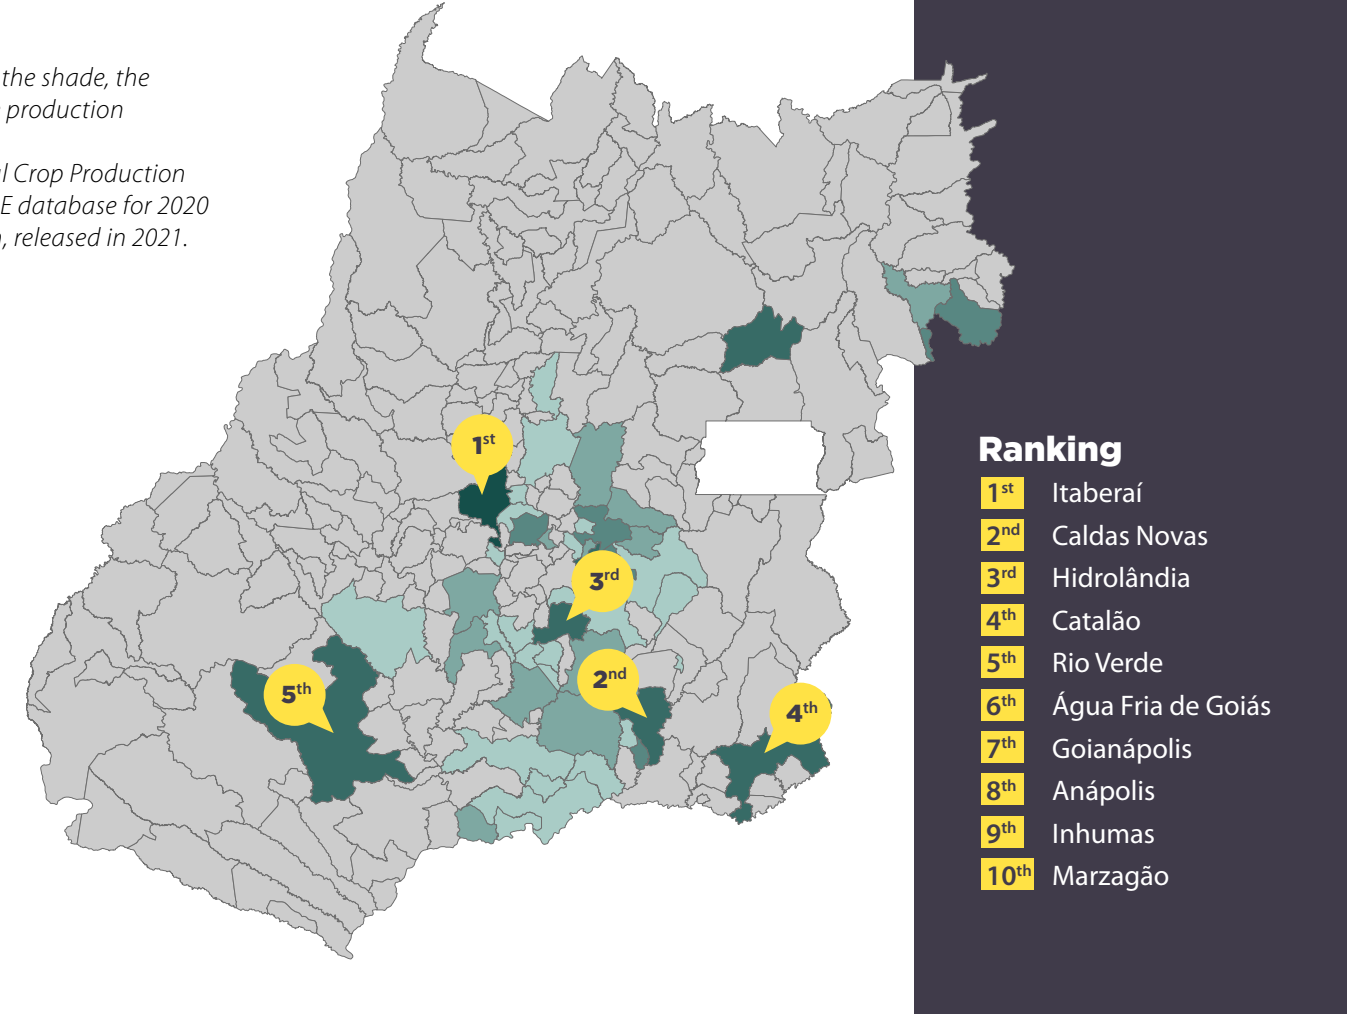 the shade, the
production
Crop Production
E database for 2020
, released in 2021.
1st
3rd
2nd
5th
4th
Ranking
1st Itaberaí
2nd Caldas Novas
3rd Hidrolândia
4th Catalão
5th Rio Verde
6th Água Fria de Goiás
7th Goianápolis
8th Anápolis
9th Inhumas
10th Marzagão